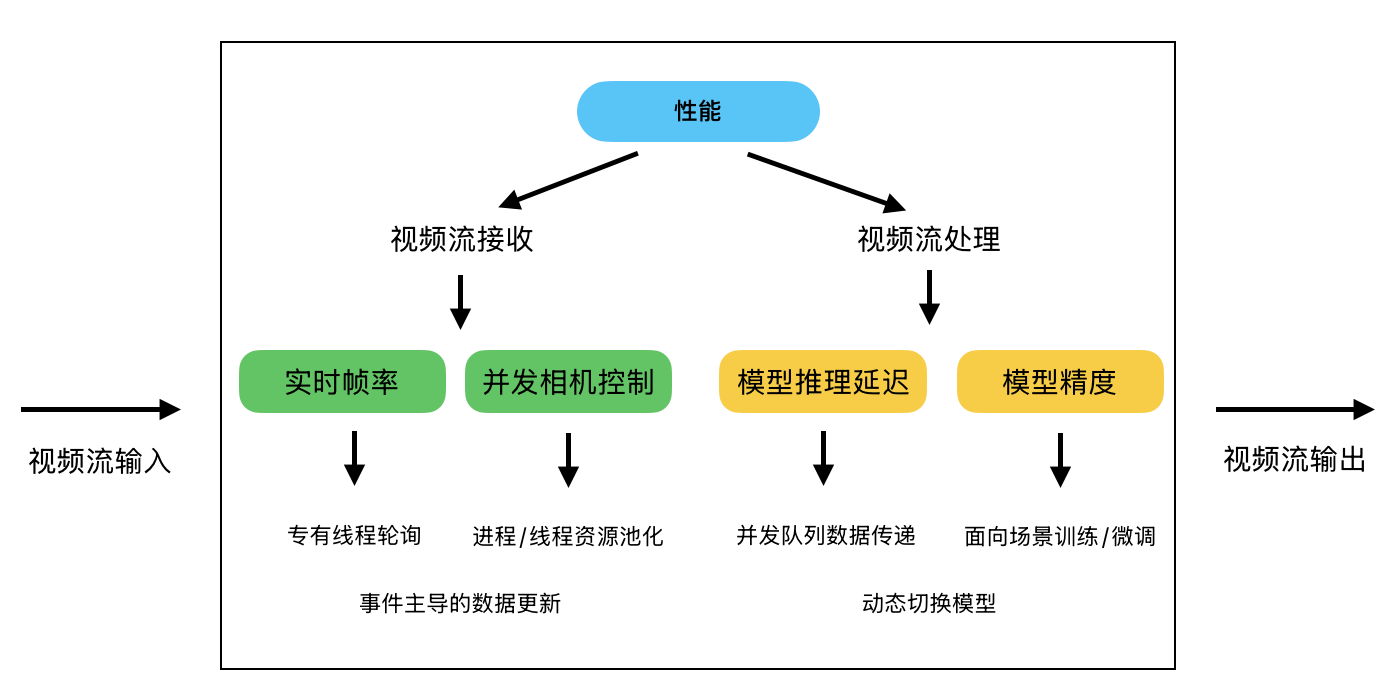 性能
视频流接收
视频流处理
实时帧率
并发相机控制
模型推理延迟
模型精度
视频流输入
视频流输出
专有线程轮询
进程/线程资源池化
并发队列数据传递
面向场景训练/微调
事件主导的数据更新
动态切换模型